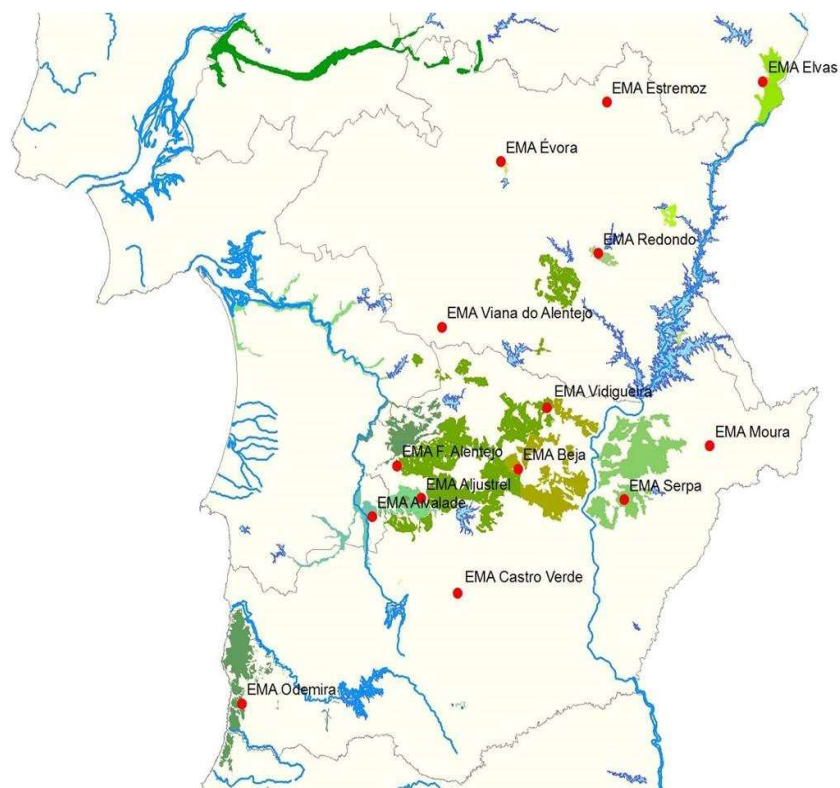 EMA Elvas
EMA Estremoz
EMA Évora
EMA Redondo
EMA Viana do Alentejo
EMA Vidigueira
EMA Moura
EMA F. Alentejo
EMA Beja
EMA Aljustrel
EMA Serpa
EMA Alvalade
EMA Castro Verde
EMA Odemira